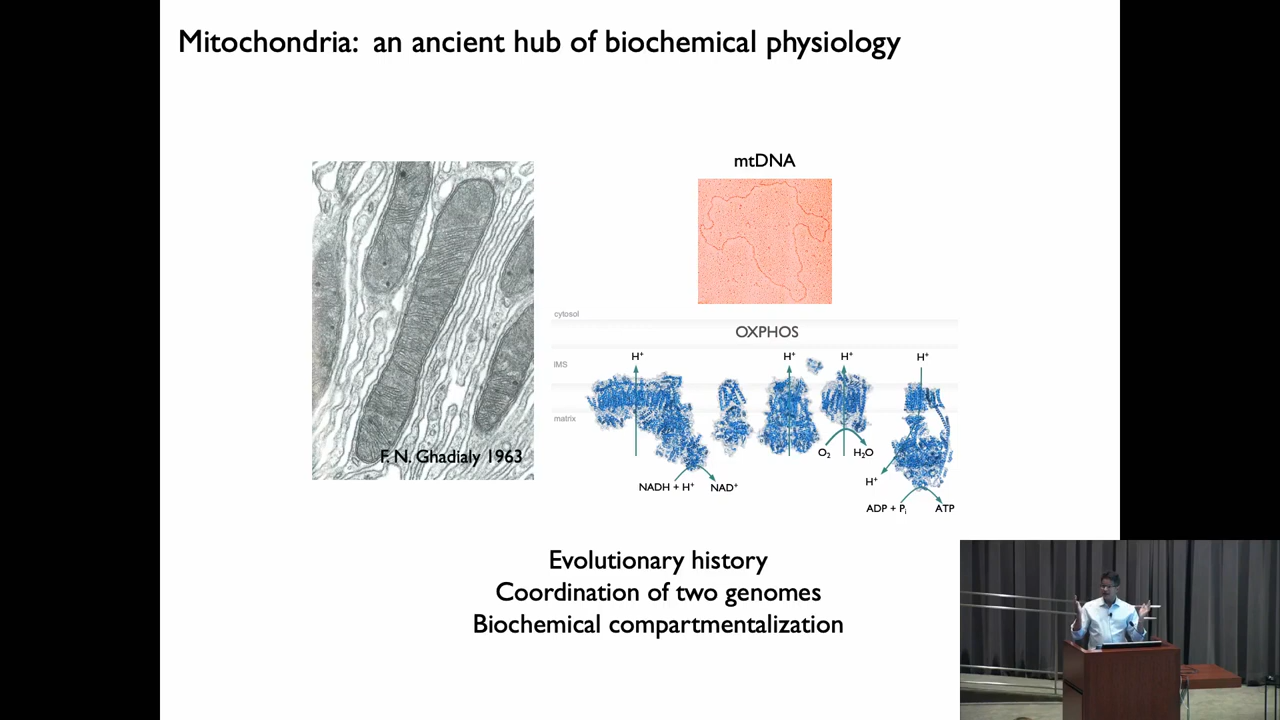 Mitochondria: an ancient hub of biochemical physiology
mtDNA
F. N. Ghadialy 1963
cytosol
OXPHOS
IMS
H+
H+
H+
H+
matrix
O2
H2O
NADH + H+
NAD+
H+
ADP + Pi
ATP
Evolutionary history
Coordination of two genomes
Biochemical compartmentalization